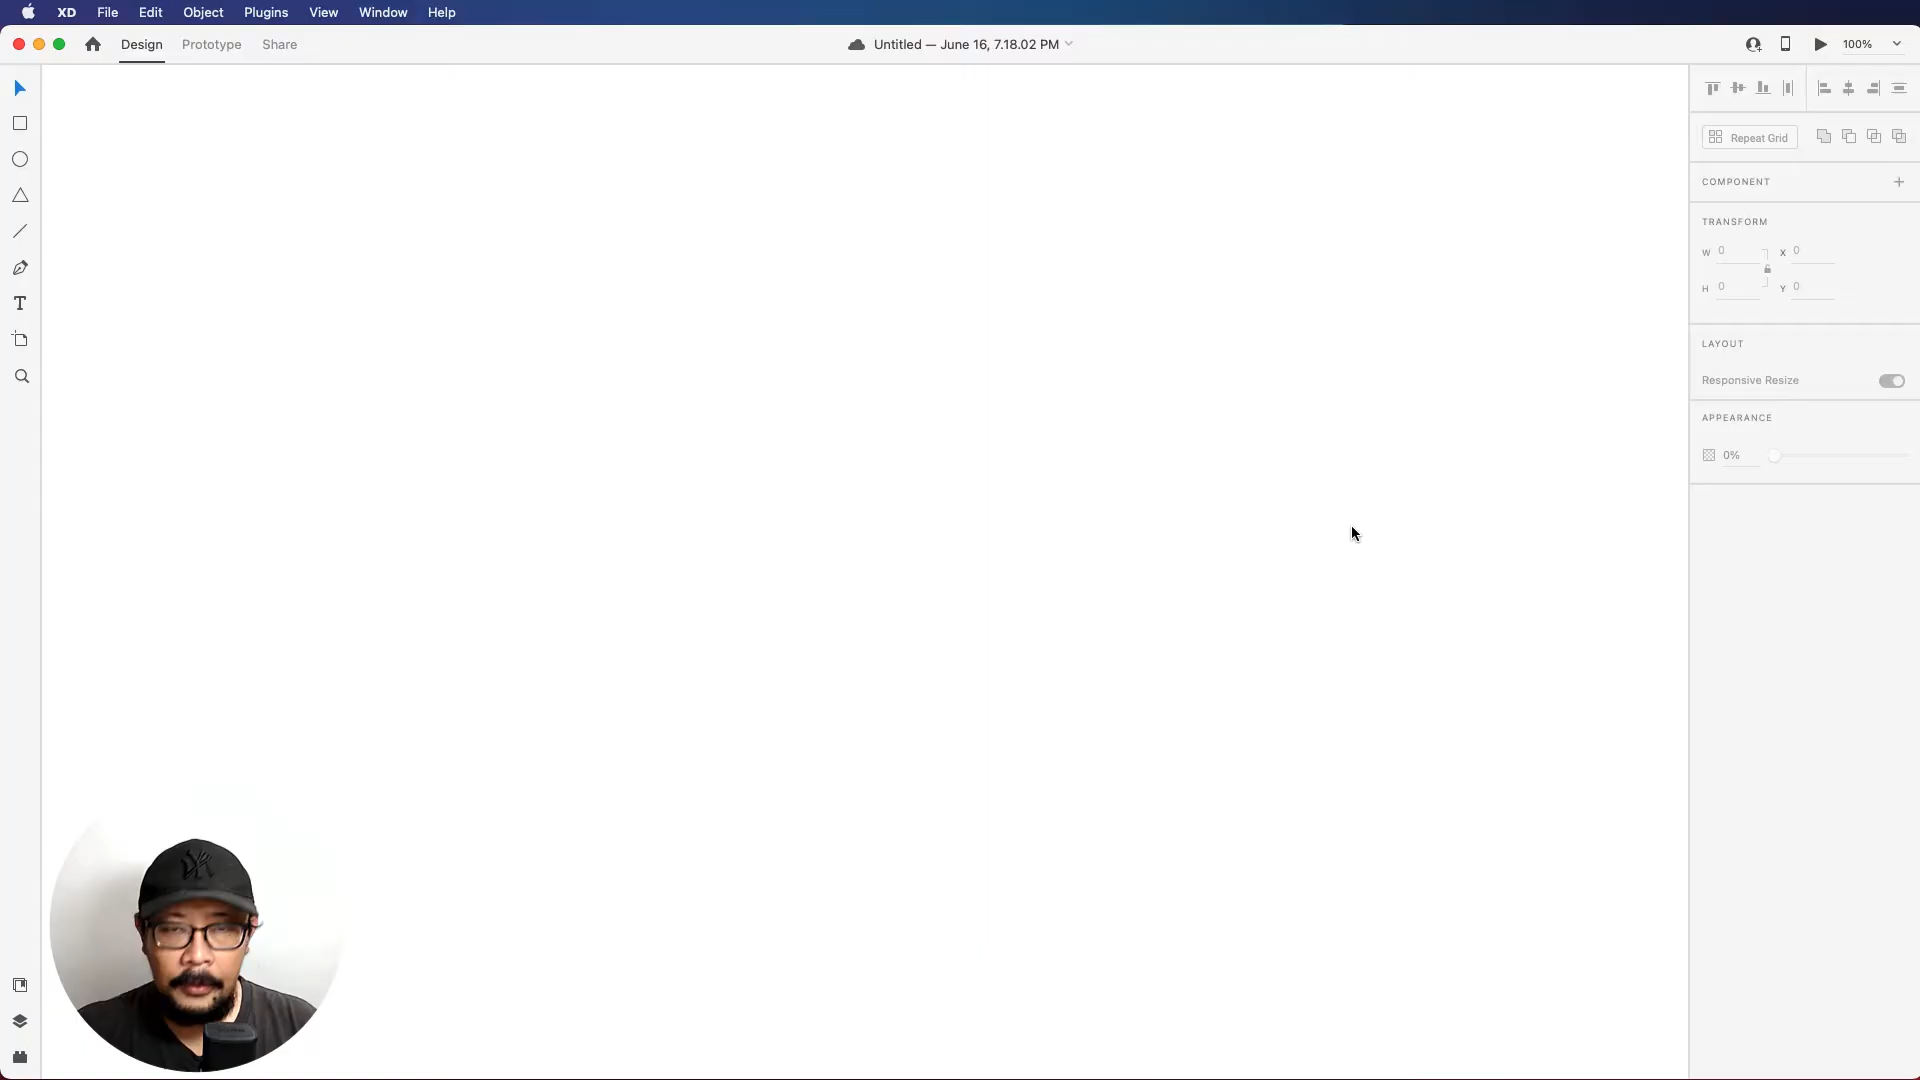 XD File Edit Object Plugins View Window Help
Design Prototype Share Untitled — June 16, 7.18.02 PM 100%
Repeat Grid
COMPONENT
TRANSFORM
W 0 X 0
H 0 Y 0
LAYOUT
Responsive Resize
APPEARANCE
0%